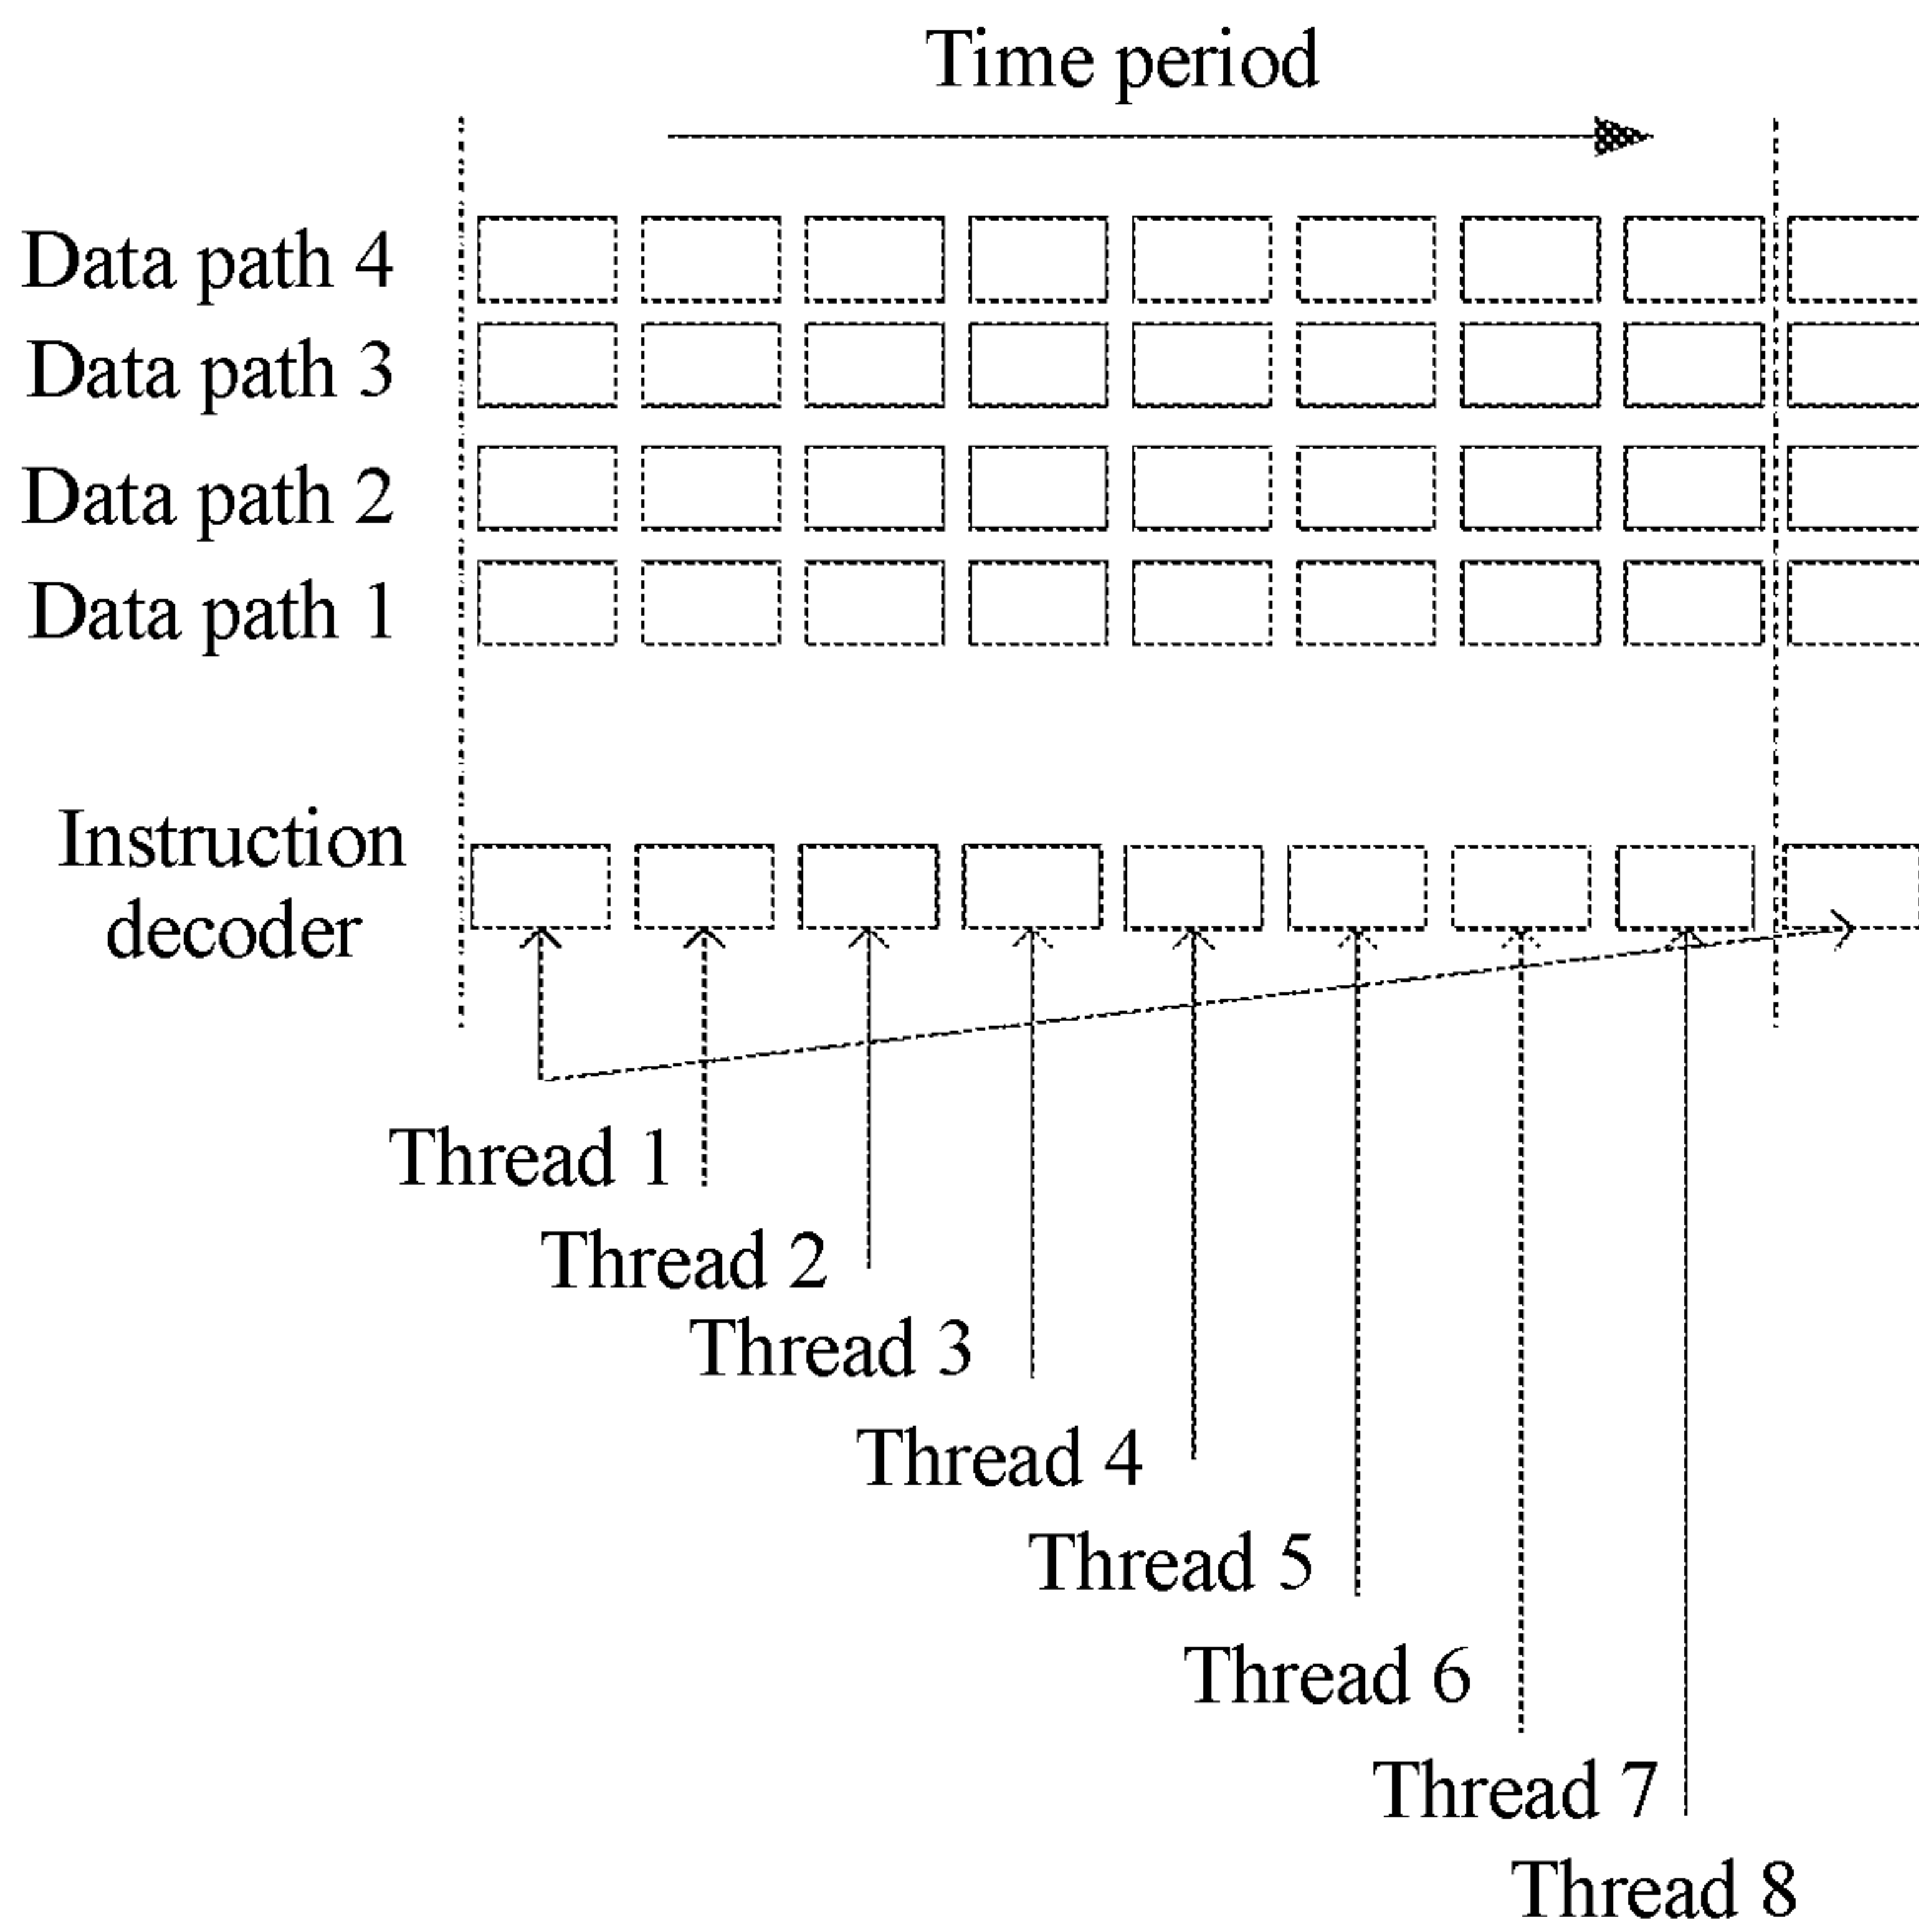 Time period
Data path 4
Data path 3
Data path 2
Data path 1
Instruction
decoder
Thread 1
Thread 2
Thread 3
Thread 4
Thread 5
Thread 6
Thread 7
Thread 8